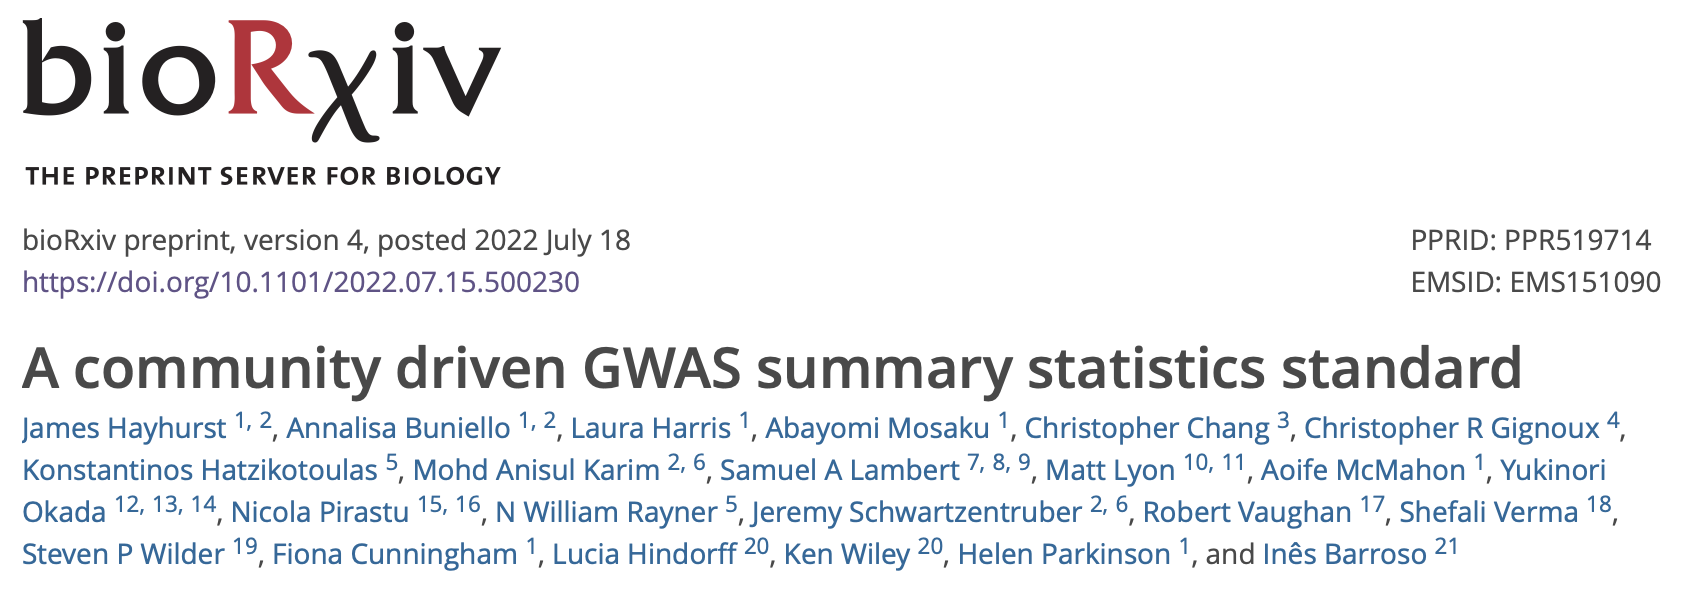 bioRxiv
THE PREPRINT SERVER FOR BIOLOGY
bioRxiv preprint, version 4, posted 2022 July 18
PPRID: PPR519714
https://doi.org/10.1101/2022.07.15.500230
EMSID: EMS151090
A community driven GWAS summary statistics standard
James Hayhurst 1, 2, Annalisa Buniello 1, 2, Laura Harris 1, Abayomi Mosaku 1, Christopher Chang 3, Christopher R Gignoux 4,
Konstantinos Hatzikotoulas 5, Mohd Anisul Karim 2, 6, Samuel A Lambert 7, 8, 9, Matt Lyon 10, 11, Aoife McMahon 1, Yukinori
Okada 12, 13, 14, Nicola Pirastu 15, 16, N William Rayner 5, Jeremy Schwartzentruber 2, 6, Robert Vaughan 17, Shefali Verma 18,
Steven P Wilder 19, Fiona Cunningham 1, Lucia Hindorff 20, Ken Wiley 20, Helen Parkinson 1, and Inês Barroso 21